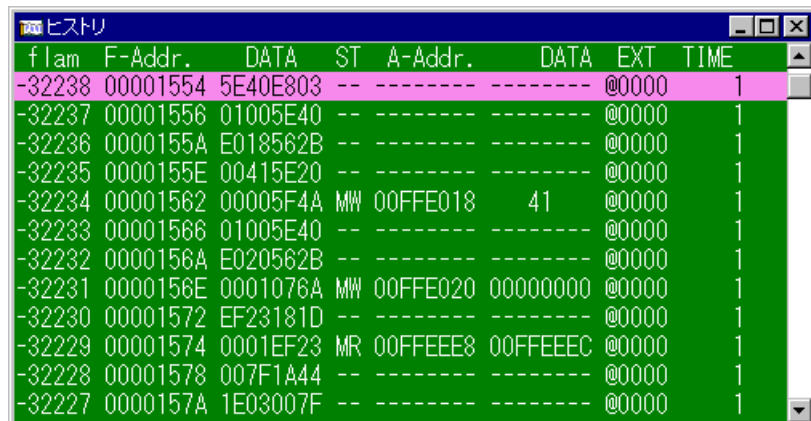 ヒストリ
flam F-Addr. DATA ST A-Addr. DATA EXT TIME
-32238 00001554 5E40E803 -- -------- -------- @0000 1
-32237 00001556 01005E40 -- -------- -------- @0000 1
-32236 0000155A E018562B -- -------- -------- @0000 1
-32235 0000155E 00415E20 -- -------- -------- @0000 1
-32234 00001562 00005F4A MW 00FFE018 41 @0000 1
-32233 00001566 01005E40 -- -------- -------- @0000 1
-32232 0000156A E020562B -- -------- -------- @0000 1
-32231 0000156E 0001076A MW 00FFE020 00000000 @0000 1
-32230 00001572 EF23181D -- -------- -------- @0000 1
-32229 00001574 0001EF23 MR 00FFEEE8 00FFEEEC @0000 1
-32228 00001578 007F1A44 -- -------- -------- @0000 1
-32227 0000157A 1E03007F -- -------- -------- @0000 1